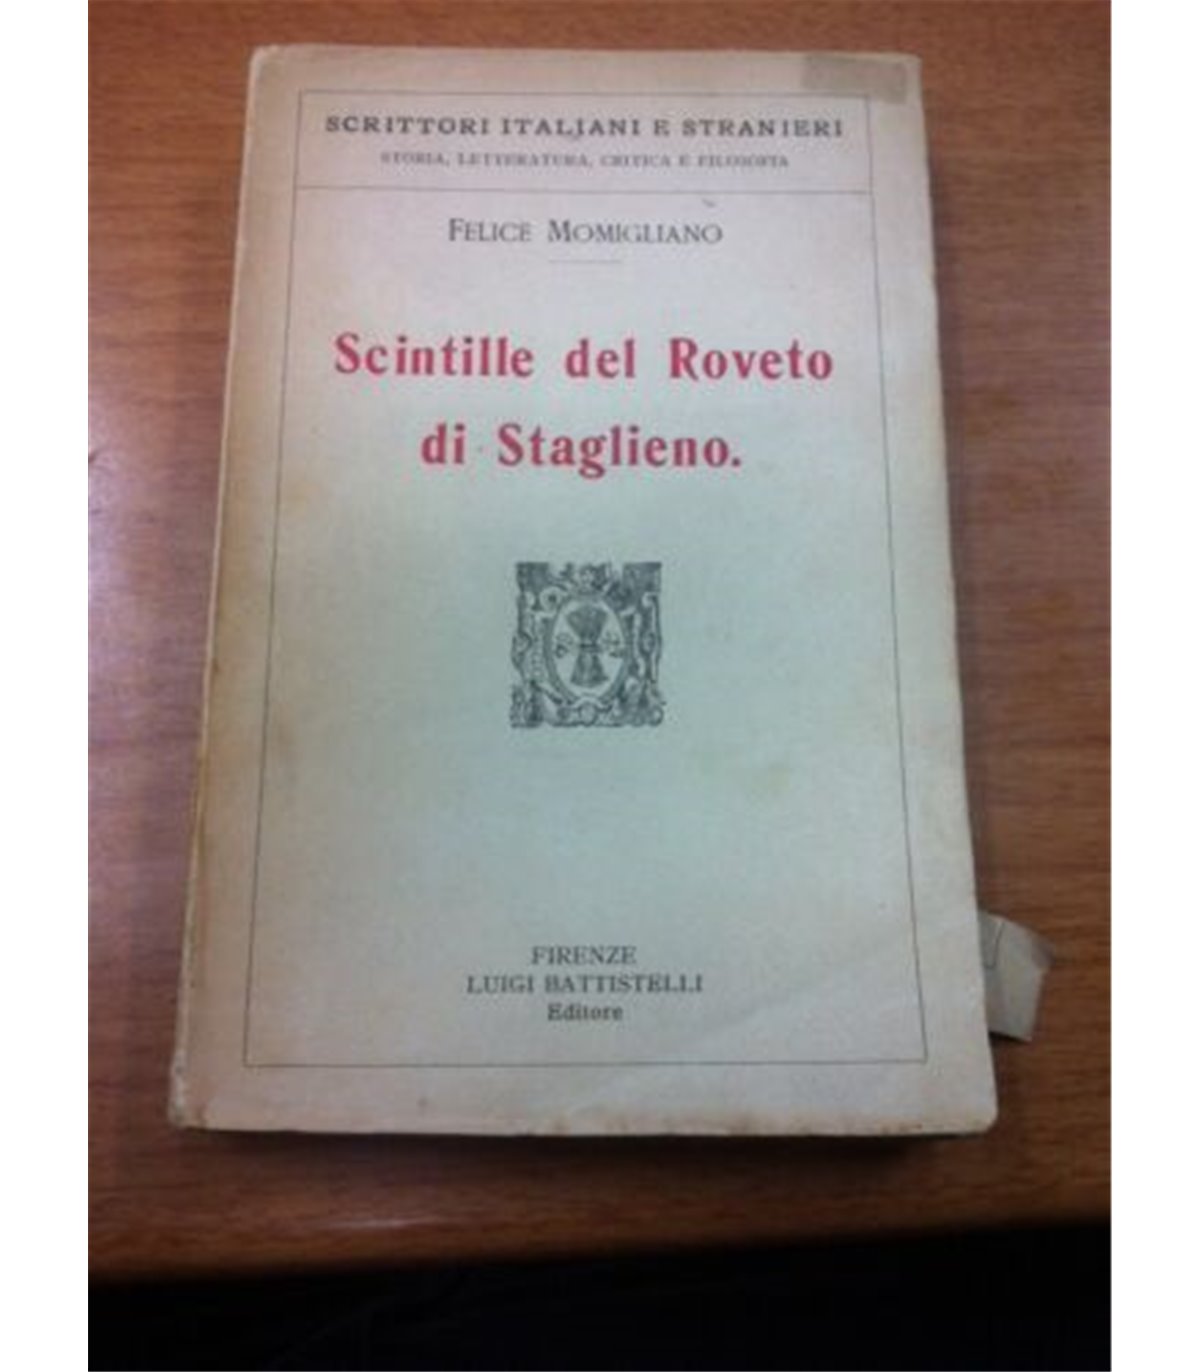 SCRITTORI ITALIANI E STRANIERI
STORIA, LETTERATURA, CRITICA E FILOSOFIA
FELICE MOMIGLIANO
Scintille del Roveto
di Staglieno.
FIRENZE
LUIGI BATTISTELLI
Editore